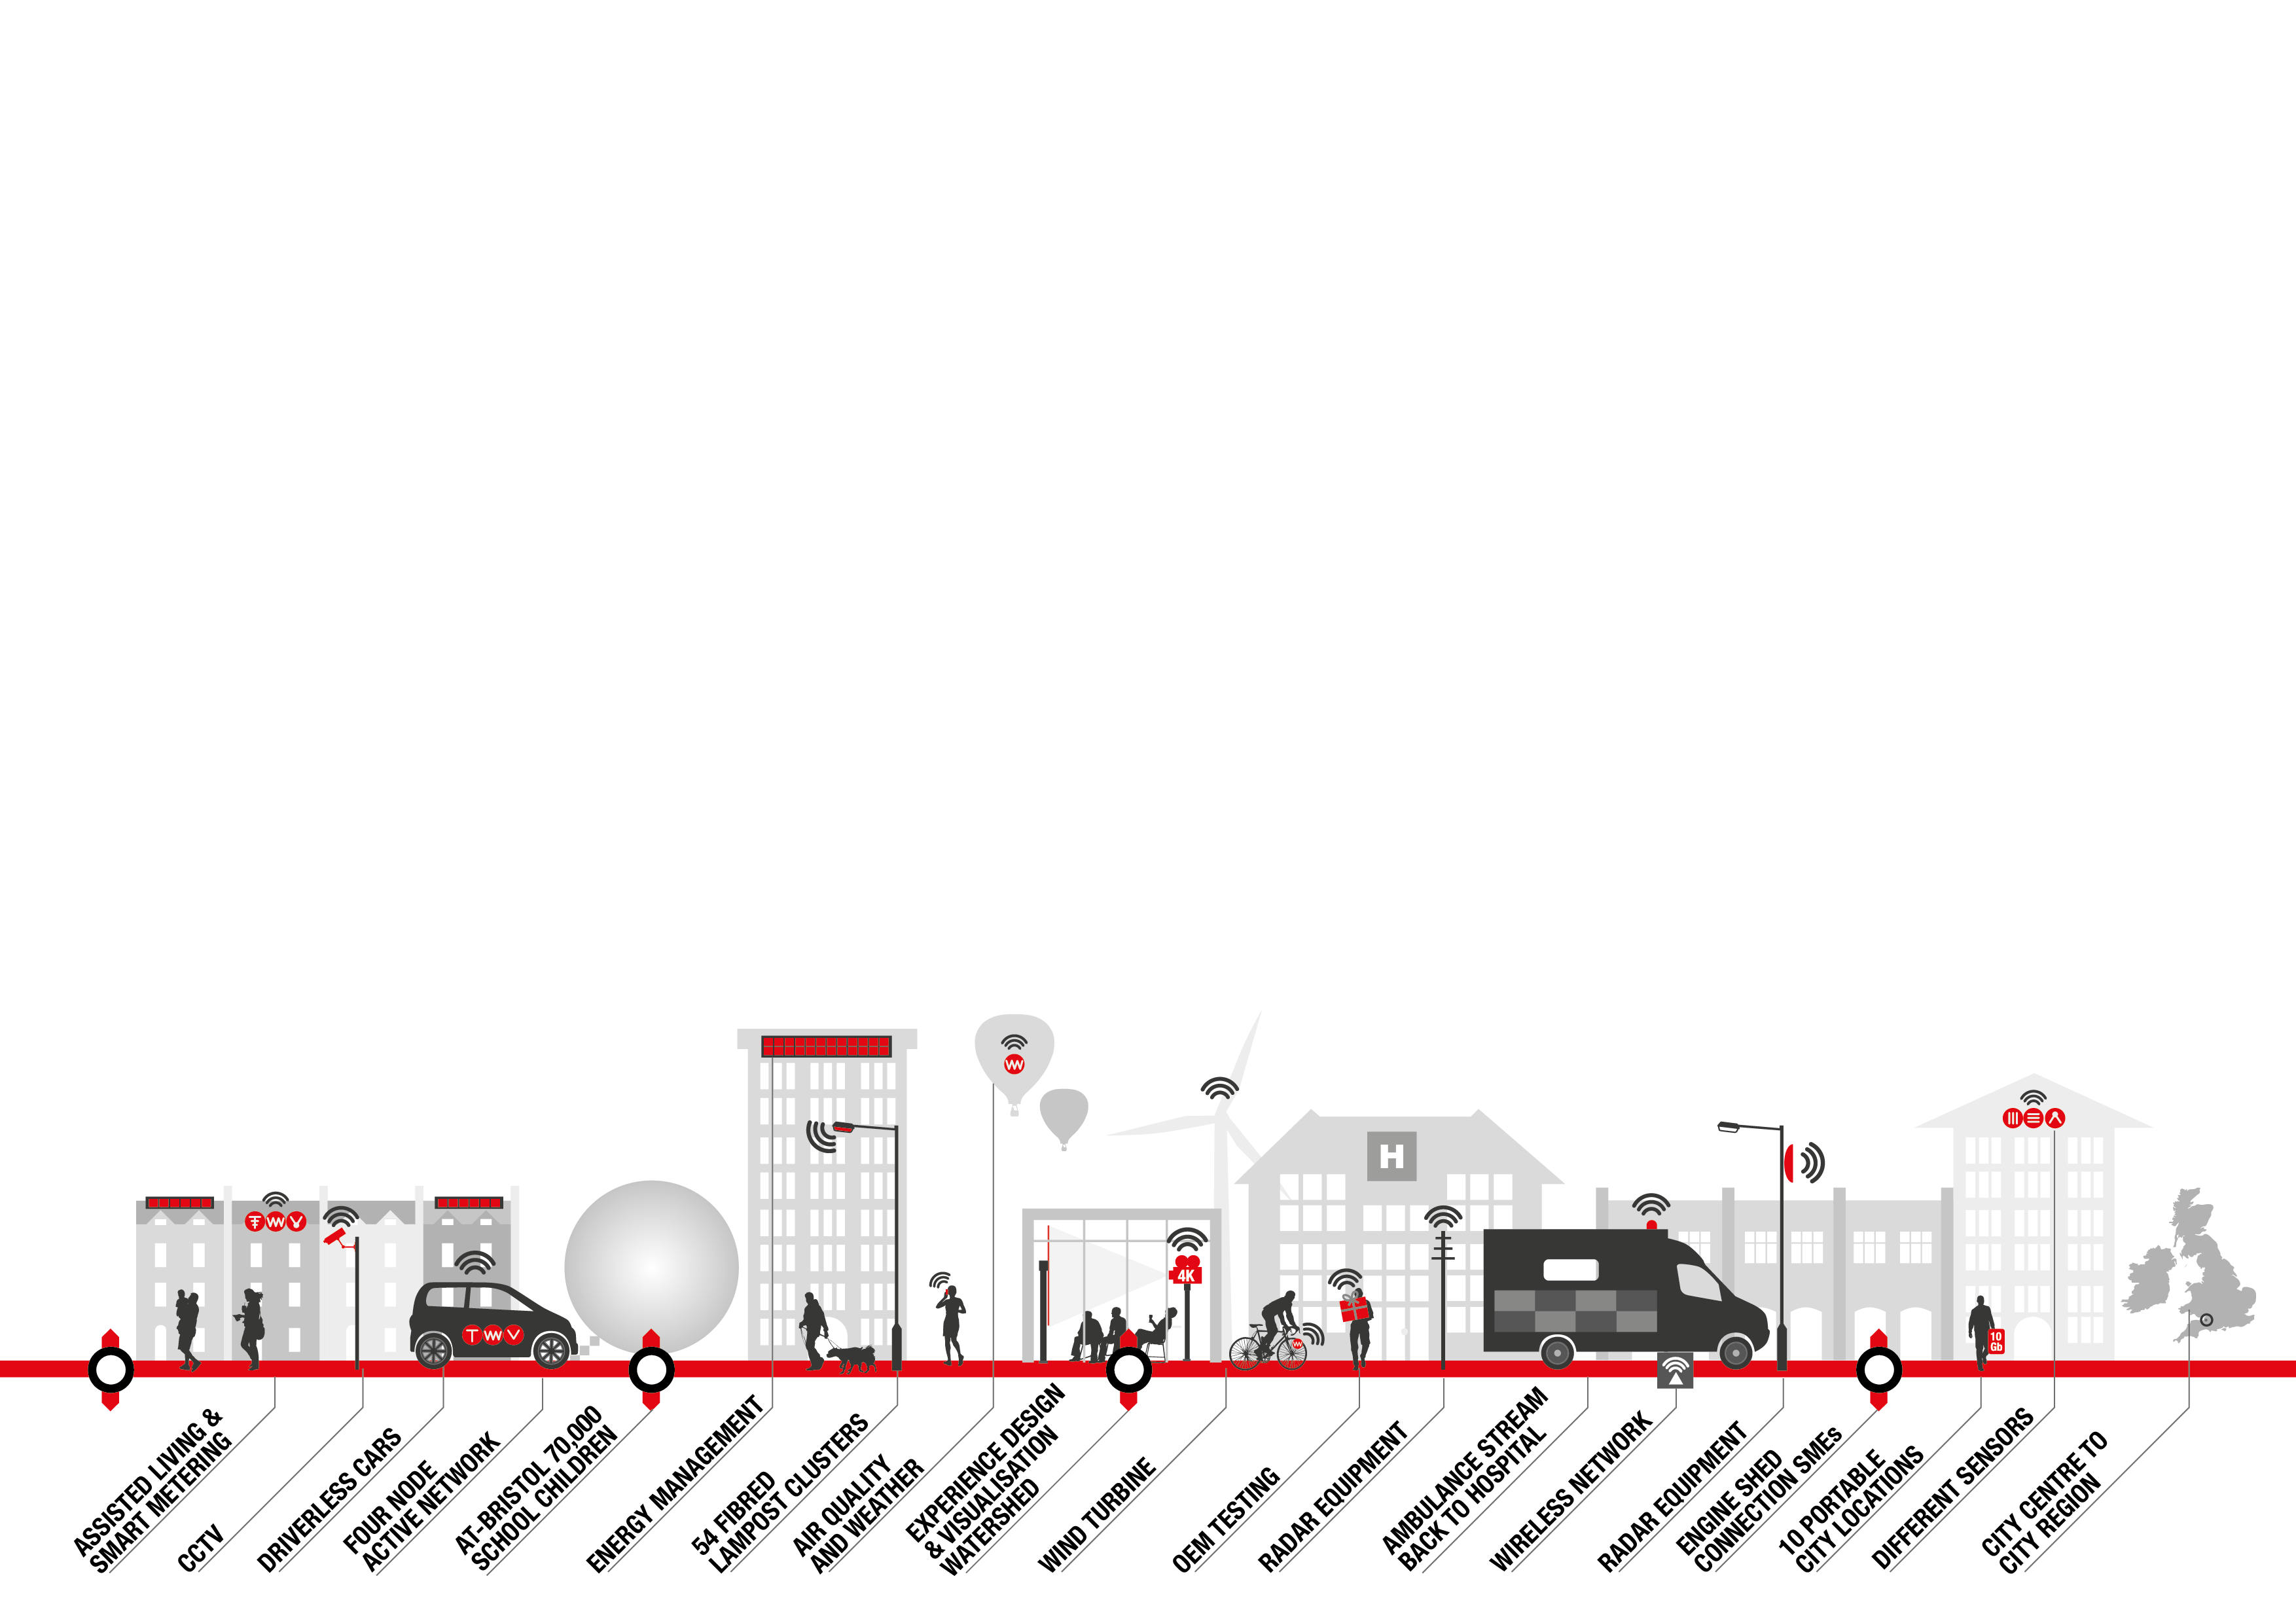 W
W
T W V
H
4K
T W V
10
Gb
ASSISTED LIVING &
SMART METERING
CCTV
DRIVERLESS CARS
FOUR NODE
ACTIVE NETWORK
AT-BRISTOL 70,000
SCHOOL CHILDREN
ENERGY MANAGEMENT
54 FIBRED
LAMPOST CLUSTERS
AIR QUALITY
AND WEATHER
EXPERIENCE DESIGN
& VISUALISATION
WATERSHED
WIND TURBINE
OEM TESTING
RADAR EQUIPMENT
AMBULANCE STREAM
BACK TO HOSPITAL
WIRELESS NETWORK
RADAR EQUIPMENT
ENGINE SHED
CONNECTION SMEs
10 PORTABLE
CITY LOCATIONS
DIFFERENT SENSORS
CITY CENTRE TO
CITY REGION